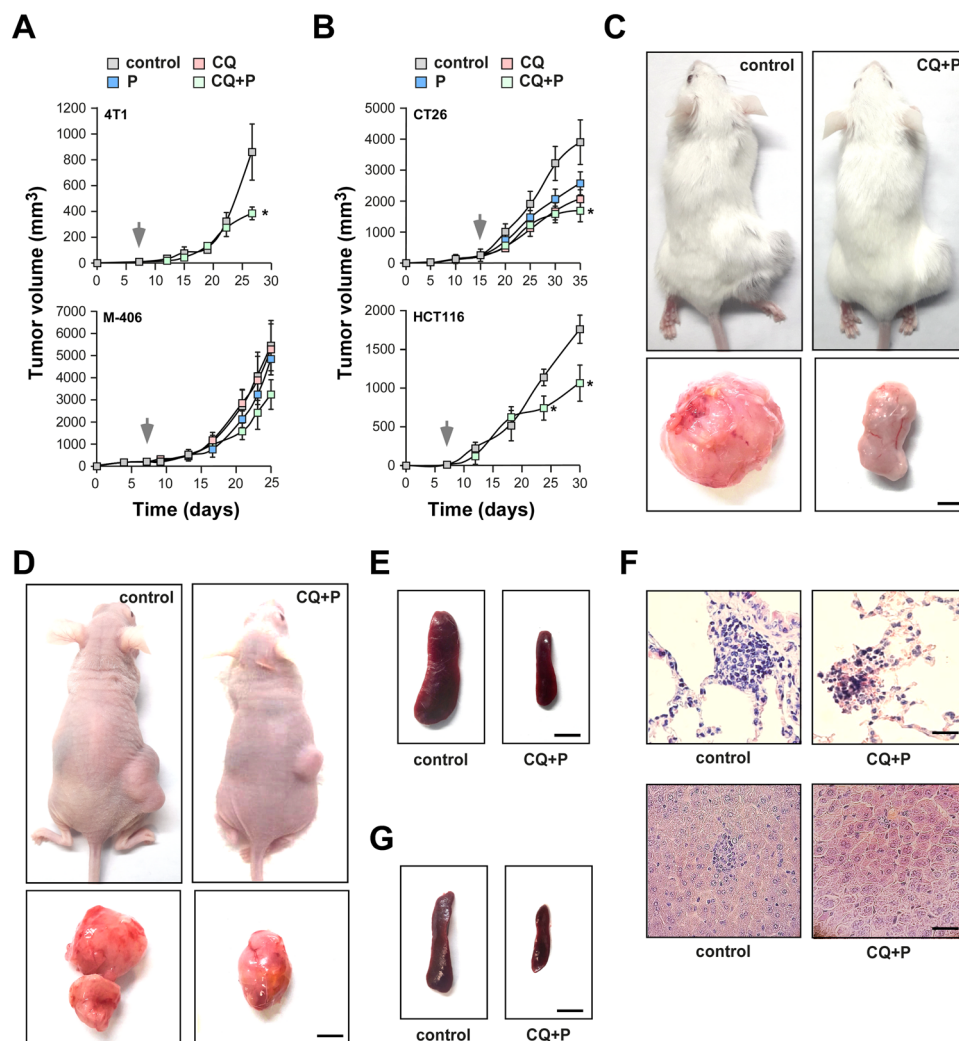 A
control
CQ
P
CQ+P
4T1
1200
1000
800
600
400
200
0
*
0 5 10 15 20 25 30
M-406
7000
6000
5000
4000
3000
2000
1000
0
0 5 10 15 20 25
Tumor volume (mm3)
Time (days)
B
control
CQ
P
CQ+P
CT26
5000
4000
3000
2000
1000
0
*
0 5 10 15 20 25 30 35
HCT116
2000
1500
1000
500
0
*
*
0 5 10 15 20 25 30
Tumor volume (mm3)
Time (days)
C
control
CQ+P
D
control
CQ+P
E
control
CQ+P
F
control
CQ+P
control
CQ+P
G
control
CQ+P